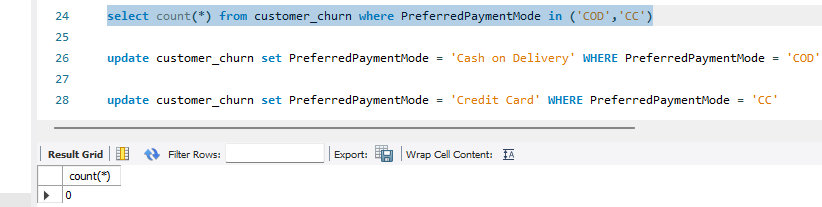 24 select count(*) from customer_churn where PreferredPaymentMode in ('COD','CC')
25
26 update customer_churn set PreferredPaymentMode = 'Cash on Delivery' WHERE PreferredPaymentMode = 'COD'
27
28 update customer_churn set PreferredPaymentMode = 'Credit Card' WHERE PreferredPaymentMode = 'CC'
Result Grid Filter Rows: Export: Wrap Cell Content: IA
count(*)
0